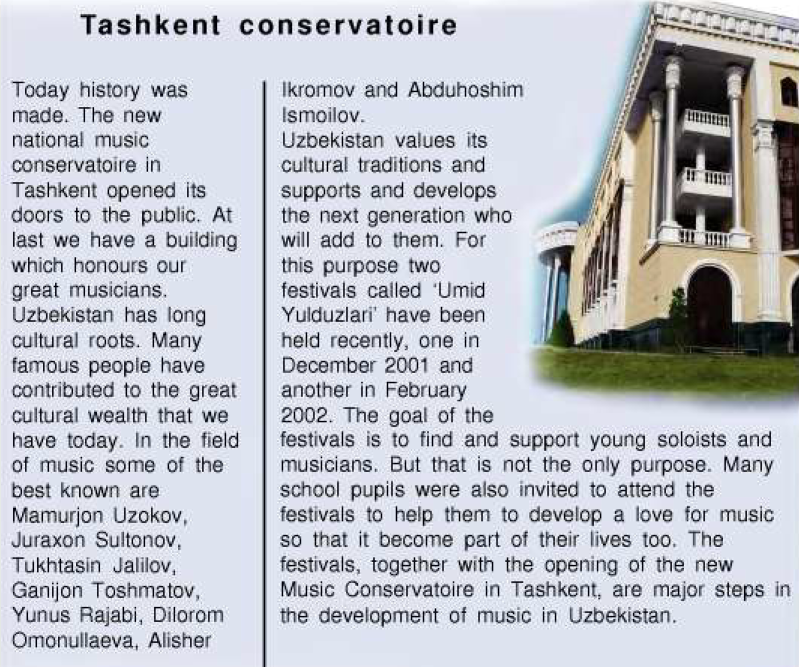 Tashkent conservatoire
Today history was
made. The new
national music
conservatoire in
Tashkent opened its
doors to the public. At
last we have a building
which honours our
great musicians.
Uzbekistan has long
cultural roots. Many
famous people have
contributed to the great
cultural wealth that we
have today. In the field
of music some of the
best known are
Mamurjon Uzokov,
Juraxon Sultonov,
Tukhtasin Jalilov,
Ganijon Toshmatov,
Yunus Rajabi, Dilorom
Omonullaeva, Alisher
Ikromov and Abduhoshim
Ismoilov.
Uzbekistan values its
cultural traditions and
supports and develops
the next generation who
will add to them. For
this purpose two
festivals called ‘Umid
Yulduzlari’ have been
held recently, one in
December 2001 and
another in February
2002. The goal of the
festivals is to find and support young soloists and
musicians. But that is not the only purpose. Many
school pupils were also invited to attend the
festivals to help them to develop a love for music
so that it become part of their lives too. The
festivals, together with the opening of the new
Music Conservatoire in Tashkent, are major steps in
the development of music in Uzbekistan.